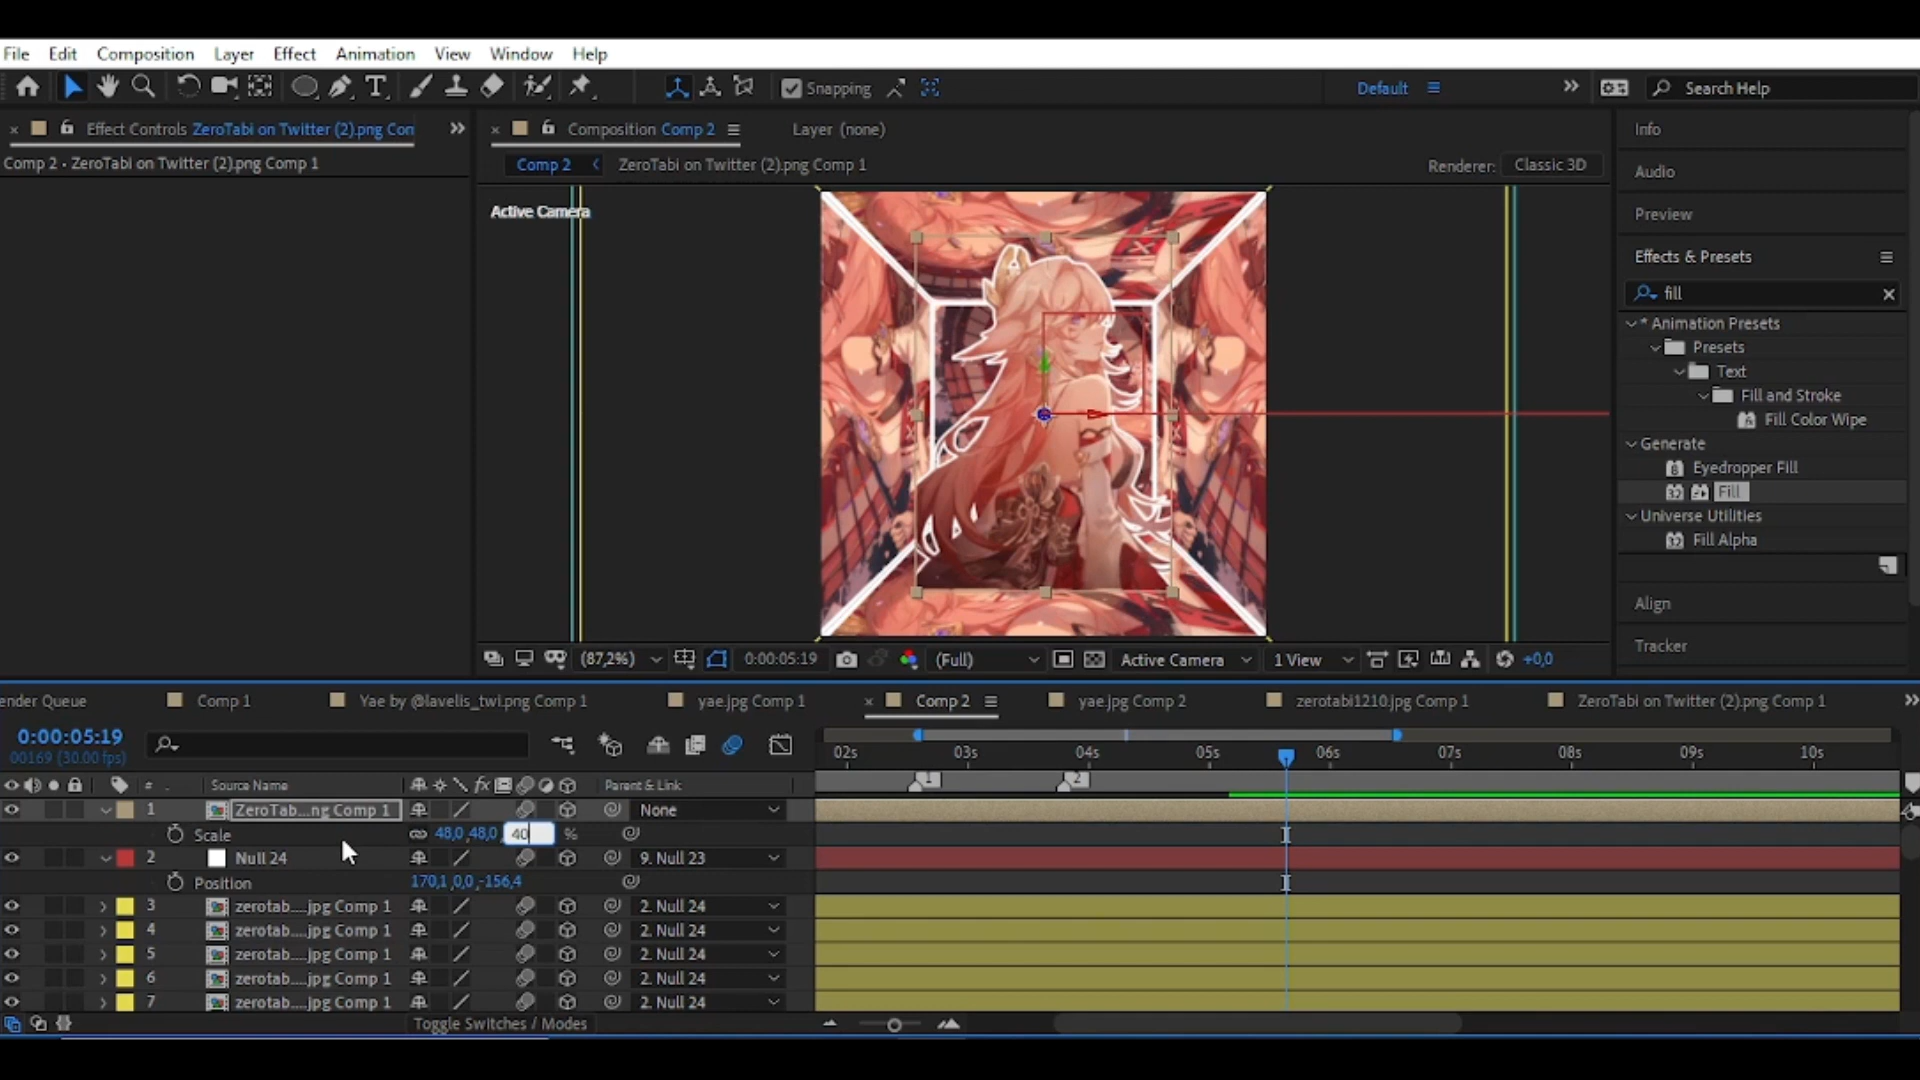 File Edit Composition Layer Effect Animation View Window Help
Snapping Default Search Help
Effect Controls ZeroTabi on Twitter (2).png Con
Composition Comp 2
Layer (none)
Info
Comp 2 • ZeroTabi on Twitter (2).png Comp 1
Comp 2 ZeroTabi on Twitter (2).png Comp 1
Renderer: Classic 3D
Audio
Active Camera
Preview
Effects & Presets
fill
* Animation Presets
Presets
Text
Fill and Stroke
Fill Color Wipe
Generate
Eyedropper Fill
Fill
Universe Utilities
Fill Alpha
Align
Tracker
(87,2%) 0:00:05:19 (Full) Active Camera 1 View +0,0
ender Queue Comp 1 Yae by @lavelis_twi.png Comp 1 yae.jpg Comp 1 Comp 2 yae.jpg Comp 2 zerotabi1210.jpg Comp 1 ZeroTabi on Twitter (2).png Comp 1
0:00:05:19
00169 (30.00 fps)
02s 03s 04s 05s 06s 07s 08s 09s 10s
# Source Name fx Parent & Link
1 2
1 ZeroTab...ng Comp 1 None
Scale 48,0,48,0, 40 %
2 Null 24 9. Null 23
Position 170,1,0,0,-156,4
3 zerotab....jpg Comp 1 2. Null 24
4 zerotab....jpg Comp 1 2. Null 24
5 zerotab....jpg Comp 1 2. Null 24
6 zerotab....jpg Comp 1 2. Null 24
7 zerotab....jpg Comp 1 2. Null 24
Toggle Switches / Modes